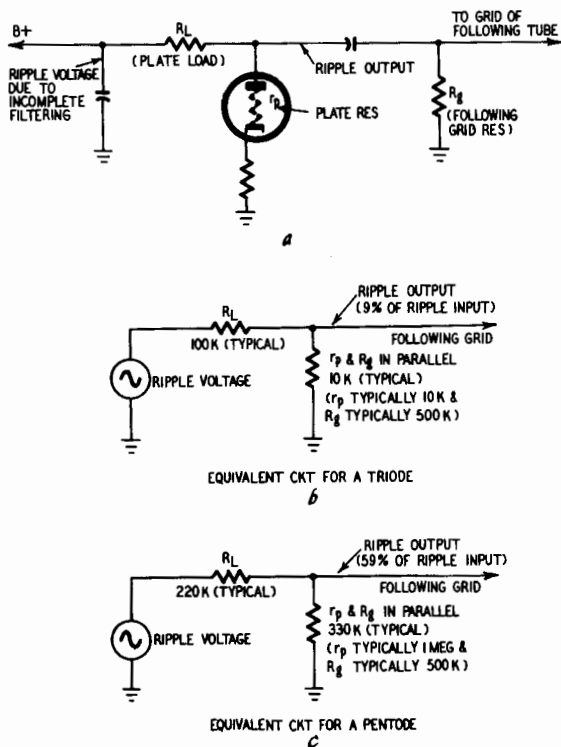 B+
RL
(PLATE LOAD)
TO GRID OF
FOLLOWING TUBE
RIPPLE VOLTAGE
DUE TO
INCOMPLETE
FILTERING
RIPPLE OUTPUT
rp
PLATE RES
Rg
(FOLLOWING
GRID RES)
a
RIPPLE OUTPUT
(9% OF RIPPLE INPUT)
RL
100K (TYPICAL)
FOLLOWING GRID
RIPPLE VOLTAGE
rp & Rg IN PARALLEL
10K (TYPICAL)
(rp TYPICALLY 10K &
Rg TYPICALLY 500K)
EQUIVALENT CKT FOR A TRIODE
b
RIPPLE OUTPUT
(59% OF RIPPLE INPUT)
RL
220K (TYPICAL)
FOLLOWING GRID
RIPPLE VOLTAGE
rp & Rg IN PARALLEL
330K (TYPICAL)
(rp TYPICALLY 1 MEG &
Rg TYPICALLY 500K)
EQUIVALENT CKT FOR A PENTODE
c